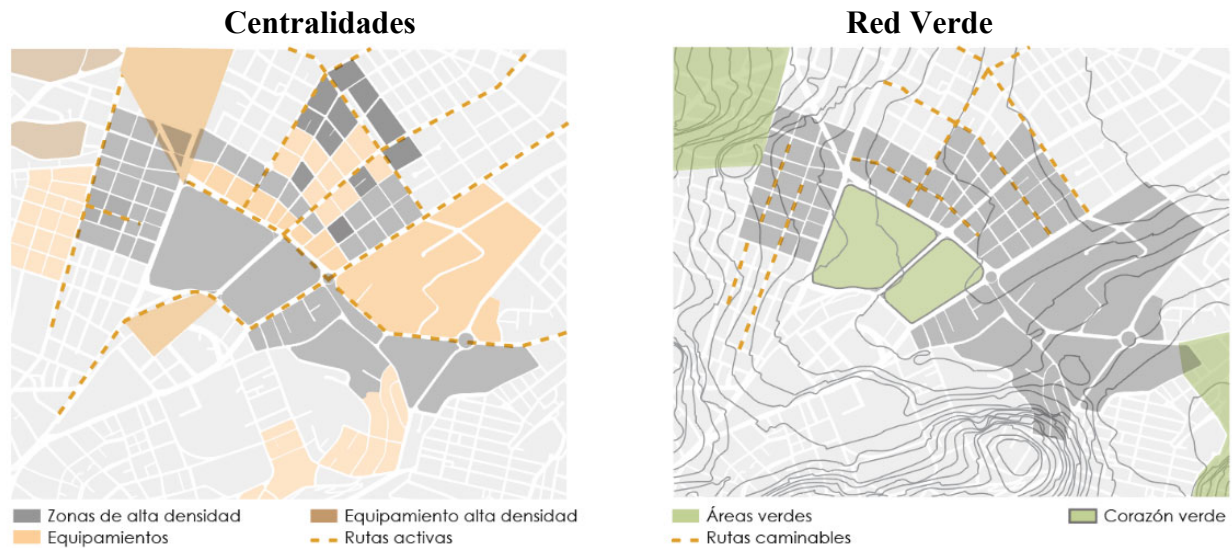 Centralidades
Red Verde
Zonas de alta densidad
Equipamiento alta densidad
Equipamientos
Rutas activas
Áreas verdes
Corazón verde
Rutas caminables